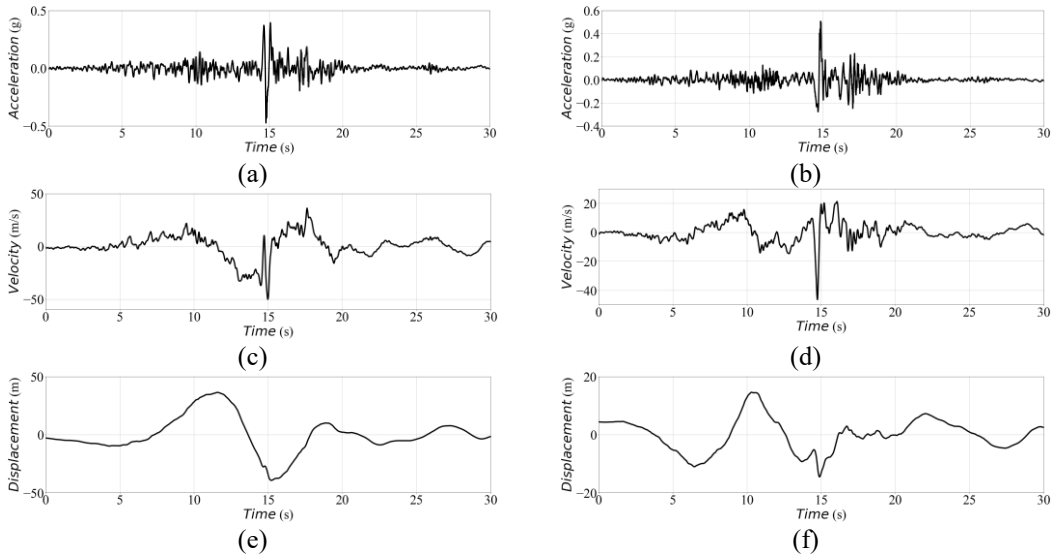 0.5
0.0
−0.5
Acceleration (g)
0 5 10 15 20 25 30
Time (s)
(a)
0.6
0.4
0.2
0.0
−0.2
0.4
Acceleration (g)
0 5 10 15 20 25 30
Time (s)
(b)
50
0
−50
Velocity (m/s)
0 5 10 15 20 25 30
Time (s)
(c)
20
0
−20
−40
Velocity (m/s)
0 5 10 15 20 25 30
Time (s)
(d)
50
0
−50
Displacement (m)
0 5 10 15 20 25 30
Time (s)
(e)
20
0
−20
Displacement (m)
0 5 10 15 20 25 30
Time (s)
(f)